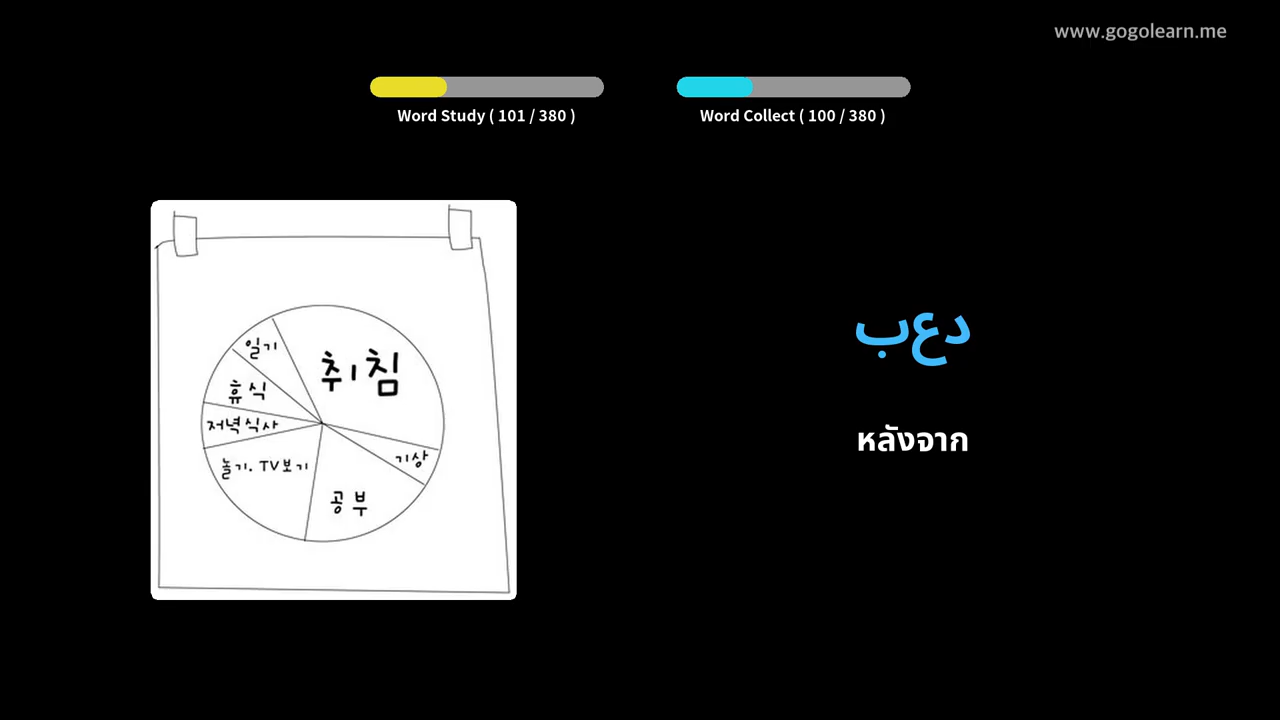 www.gogolearn.me
Word Study ( 101 / 380 )
Word Collect ( 100 / 380 )
일기
취침
휴식
저녁식사
놀기. TV보기
기상
공부
دعب
หลังจาก